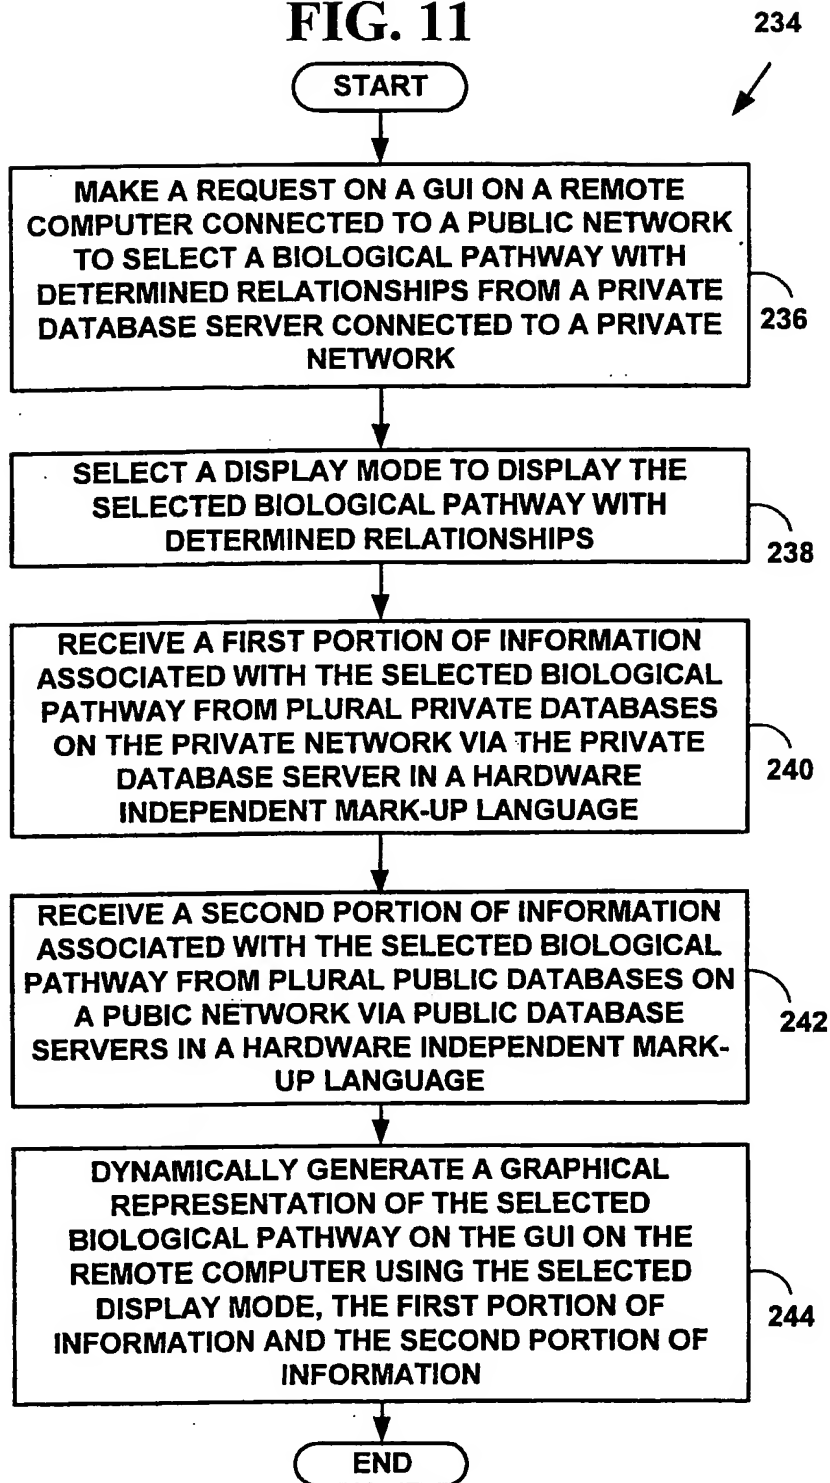 FIG. 11
234
START
MAKE A REQUEST ON A GUI ON A REMOTE
COMPUTER CONNECTED TO A PUBLIC NETWORK
TO SELECT A BIOLOGICAL PATHWAY WITH
DETERMINED RELATIONSHIPS FROM A PRIVATE
DATABASE SERVER CONNECTED TO A PRIVATE
NETWORK
236
SELECT A DISPLAY MODE TO DISPLAY THE
SELECTED BIOLOGICAL PATHWAY WITH
DETERMINED RELATIONSHIPS
238
RECEIVE A FIRST PORTION OF INFORMATION
ASSOCIATED WITH THE SELECTED BIOLOGICAL
PATHWAY FROM PLURAL PRIVATE DATABASES
ON THE PRIVATE NETWORK VIA THE PRIVATE
DATABASE SERVER IN A HARDWARE
INDEPENDENT MARK-UP LANGUAGE
240
RECEIVE A SECOND PORTION OF INFORMATION
ASSOCIATED WITH THE SELECTED BIOLOGICAL
PATHWAY FROM PLURAL PUBLIC DATABASES ON
A PUBIC NETWORK VIA PUBLIC DATABASE
SERVERS IN A HARDWARE INDEPENDENT MARK-
UP LANGUAGE
242
DYNAMICALLY GENERATE A GRAPHICAL
REPRESENTATION OF THE SELECTED
BIOLOGICAL PATHWAY ON THE GUI ON THE
REMOTE COMPUTER USING THE SELECTED
DISPLAY MODE, THE FIRST PORTION OF
INFORMATION AND THE SECOND PORTION OF
INFORMATION
244
END